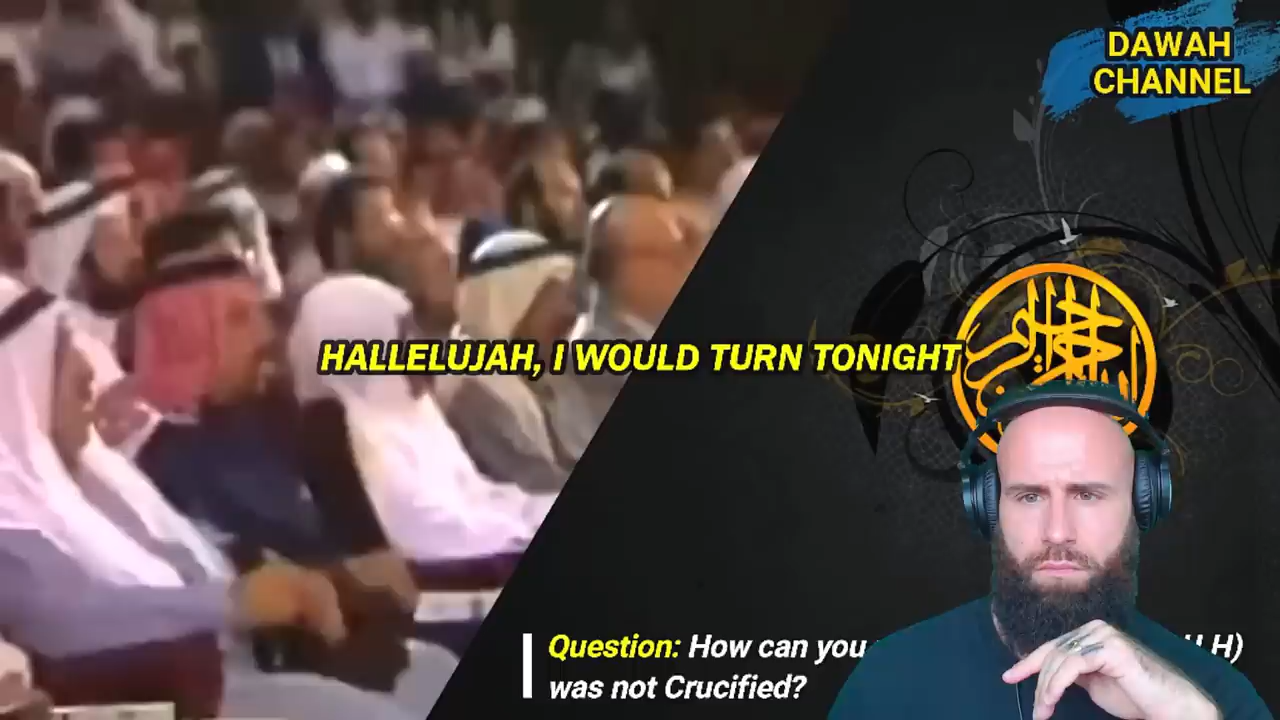 DAWAH
CHANNEL
HALLELUJAH, I WOULD TURN TONIGHT
Question: How can you
was not Crucified?